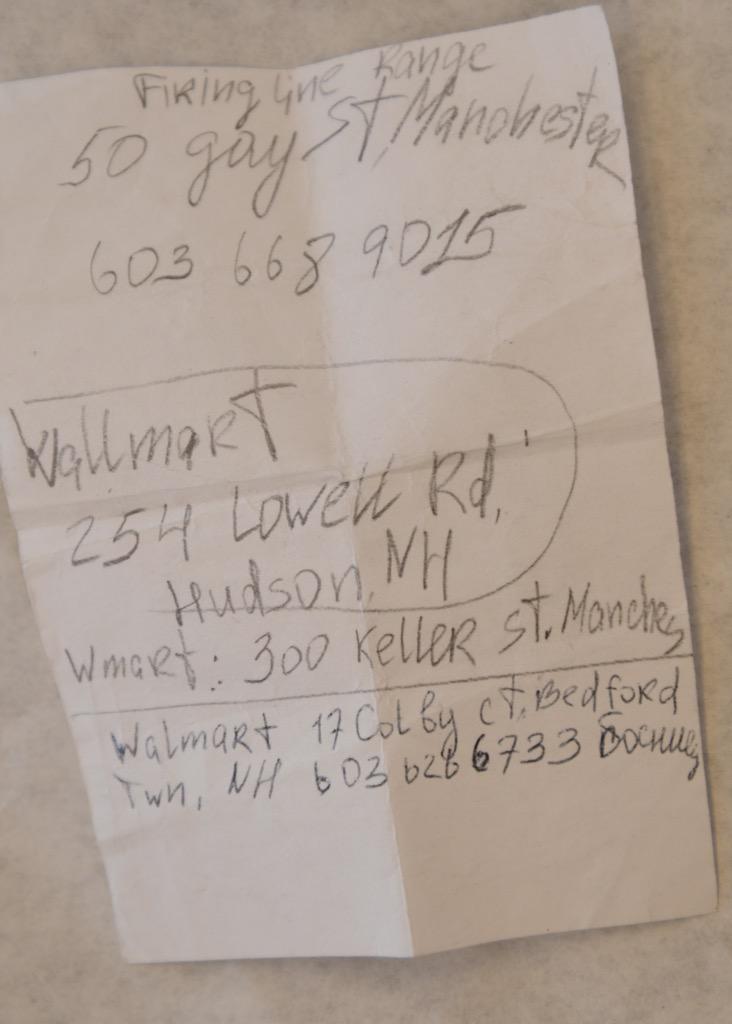 Firing Line Range
50 gay St, Manchester
603 668 9015
Wallmart
254 Lowell Rd,
Hudson, NH
Wmart: 300 Keller St. Manches
Walmart 17 Colby ct, Bedford
Twn, NH 603 626 6733